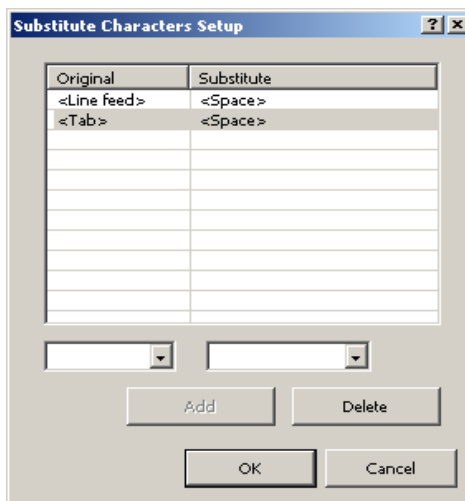 Substitute Characters Setup
Original Substitute
<Line feed> <Space>
<Tab> <Space>
Add Delete
OK Cancel